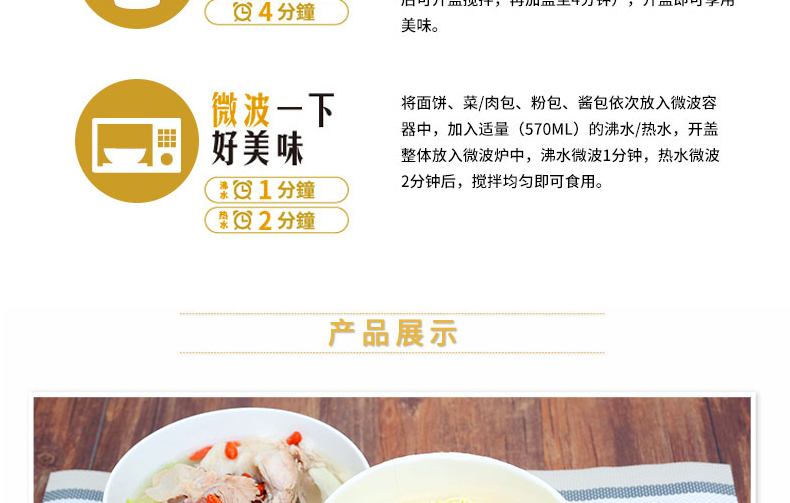 后可开盖搅拌，再加盖至4分钟），开盖即可享用
美味。
4分鐘
微波一下
好美味
沸水 1分鐘
热水 2分鐘
将面饼、菜/肉包、粉包、酱包依次放入微波容
器中，加入适量（570ML）的沸水/热水，开盖
整体放入微波炉中，沸水微波1分钟，热水微波
2分钟后，搅拌均匀即可食用。
产品展示